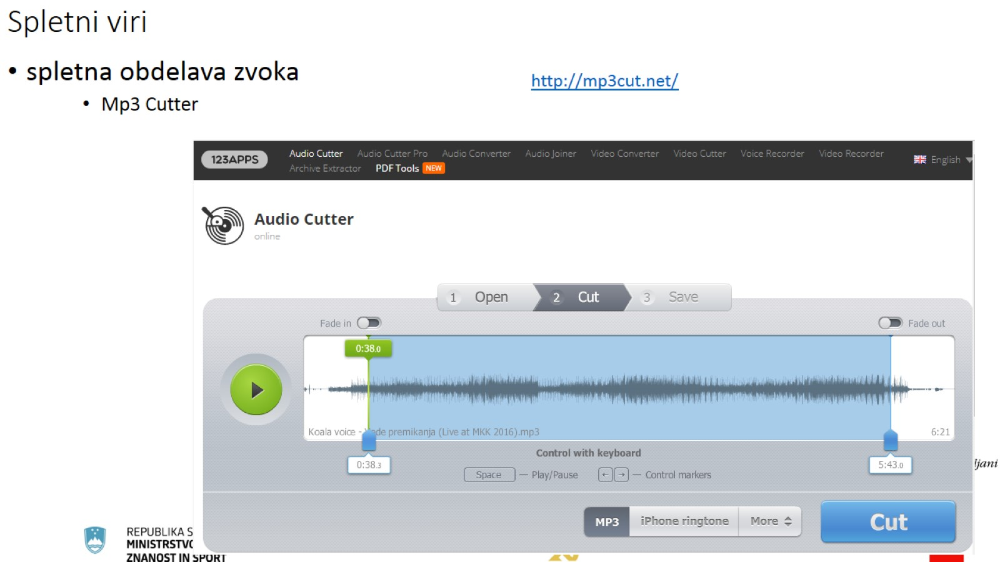 Spletni viri
• spletna obdelava zvoka
http://mp3cut.net/
• Mp3 Cutter
123APPS
Audio Cutter Audio Cutter Pro Audio Converter Audio Joiner Video Converter Video Cutter Voice Recorder Video Recorder
Archive Extractor PDF Tools NEW
English
Audio Cutter
online
1 Open 2 Cut 3 Save
Fade in
Fade out
0:38.0
Koala voice - premikanja (Live at MKK 2016).mp3
6:21
0:38.3
5:43.0
Control with keyboard
Space — Play/Pause ← → — Control markers
MP3 iPhone ringtone More
Cut
ljani
REPUBLIKA S
MINISTRSTVO
ZNANOST IN ŠPORT